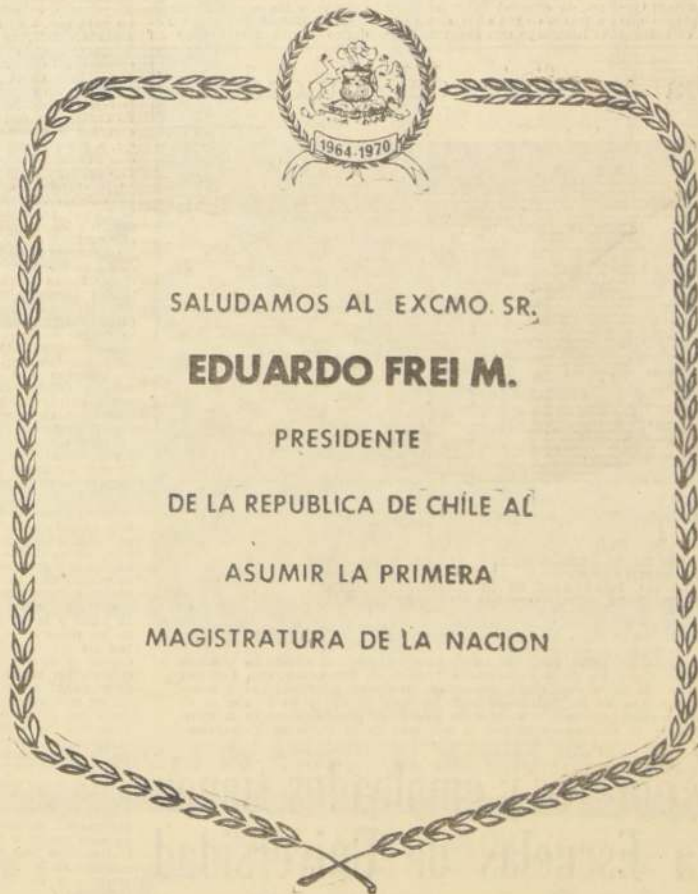 1964-1970
SALUDAMOS AL EXCMO. SR.
EDUARDO FREI M.
PRESIDENTE
DE LA REPUBLICA DE CHILE AL
ASUMIR LA PRIMERA
MAGISTRATURA DE LA NACION